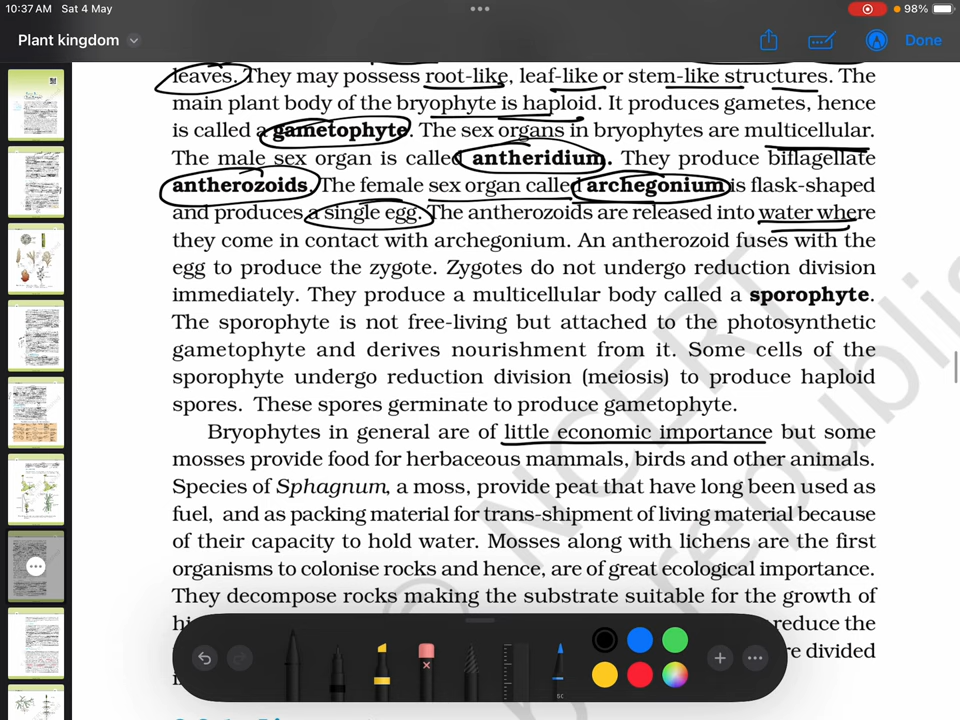 10:37 AM Sat 4 May
98%
Plant kingdom
Done
leaves. They may possess root-like, leaf-like or stem-like structures. The
main plant body of the bryophyte is haploid. It produces gametes, hence
is called a gametophyte. The sex organs in bryophytes are multicellular.
The male sex organ is called antheridium. They produce biflagellate
antherozoids. The female sex organ called archegonium is flask-shaped
and produces a single egg. The antherozoids are released into water where
they come in contact with archegonium. An antherozoid fuses with the
egg to produce the zygote. Zygotes do not undergo reduction division
immediately. They produce a multicellular body called a sporophyte.
The sporophyte is not free-living but attached to the photosynthetic
gametophyte and derives nourishment from it. Some cells of the
sporophyte undergo reduction division (meiosis) to produce haploid
spores. These spores germinate to produce gametophyte.
Bryophytes in general are of little economic importance but some
mosses provide food for herbaceous mammals, birds and other animals.
Species of Sphagnum, a moss, provide peat that have long been used as
fuel, and as packing material for trans-shipment of living material because
of their capacity to hold water. Mosses along with lichens are the first
organisms to colonise rocks and hence, are of great ecological importance.
They decompose rocks making the substrate suitable for the growth of
reduce the
divided
© NCERT
republis